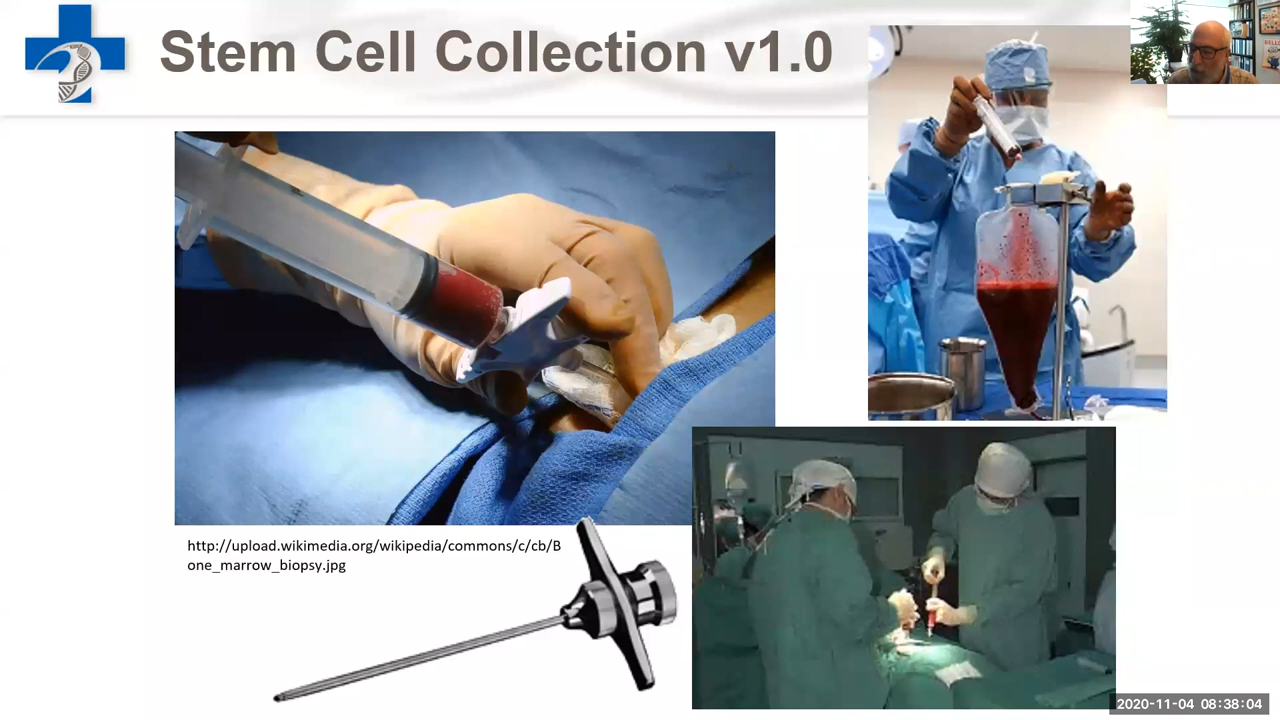 Stem Cell Collection v1.0
http://upload.wikimedia.org/wikipedia/commons/c/cb/B
one_marrow_biopsy.jpg
2020-11-04 08:38:04